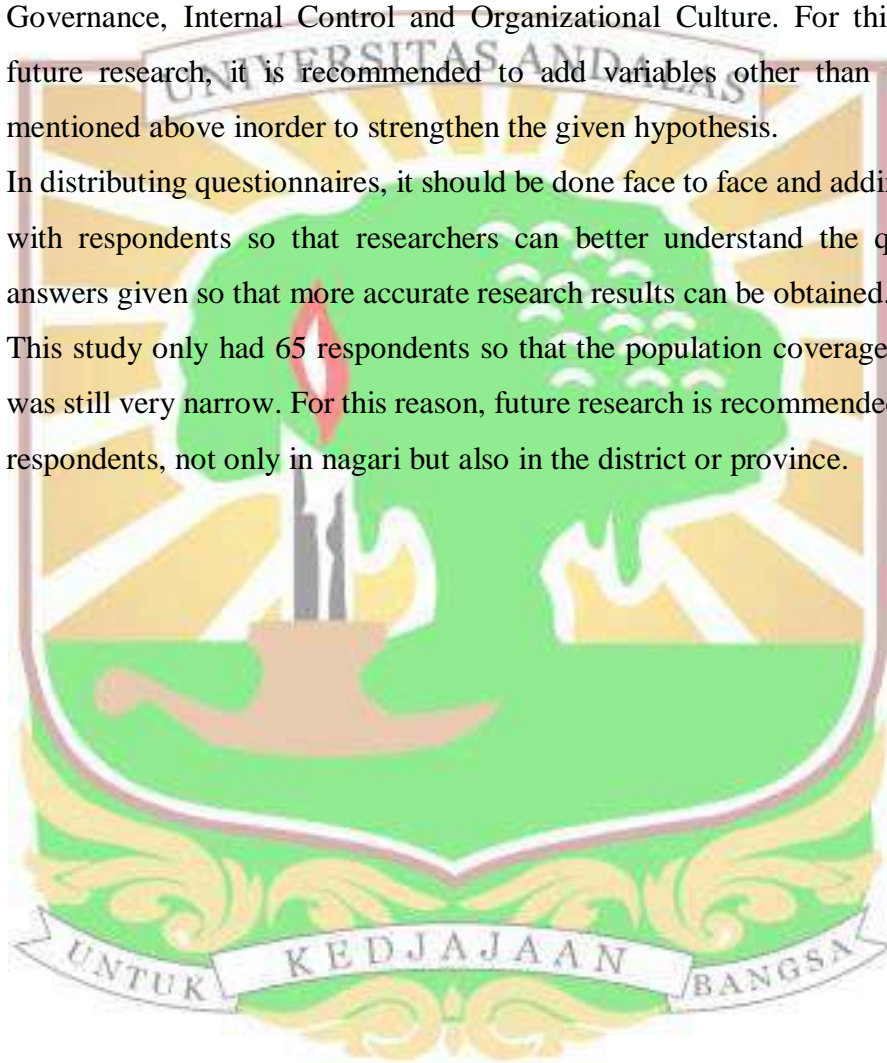 Governance, Internal Control and Organizational Culture. For thi
UNIVERSITAS ANDALAS
future research, it is recommended to add variables other than
mentioned above inorder to strengthen the given hypothesis.
In distributing questionnaires, it should be done face to face and addi
with respondents so that researchers can better understand the q
answers given so that more accurate research results can be obtained.
This study only had 65 respondents so that the population coverage
was still very narrow. For this reason, future research is recommended
respondents, not only in nagari but also in the district or province.
UNTUK KEDJAJAAN BANGSA